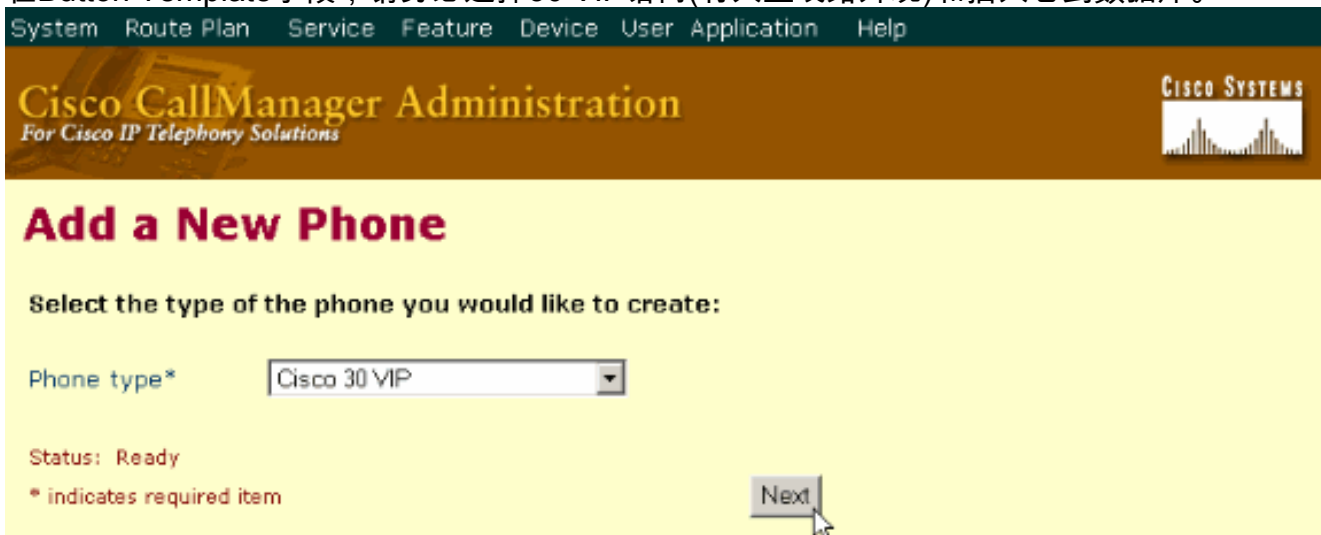 System Route Plan Service Feature Device User Application Help
Cisco CallManager Administration
For Cisco IP Telephony Solutions
CISCO SYSTEMS
Add a New Phone
Select the type of the phone you would like to create:
Phone type* Cisco 30 VIP
Status: Ready
* indicates required item
Next